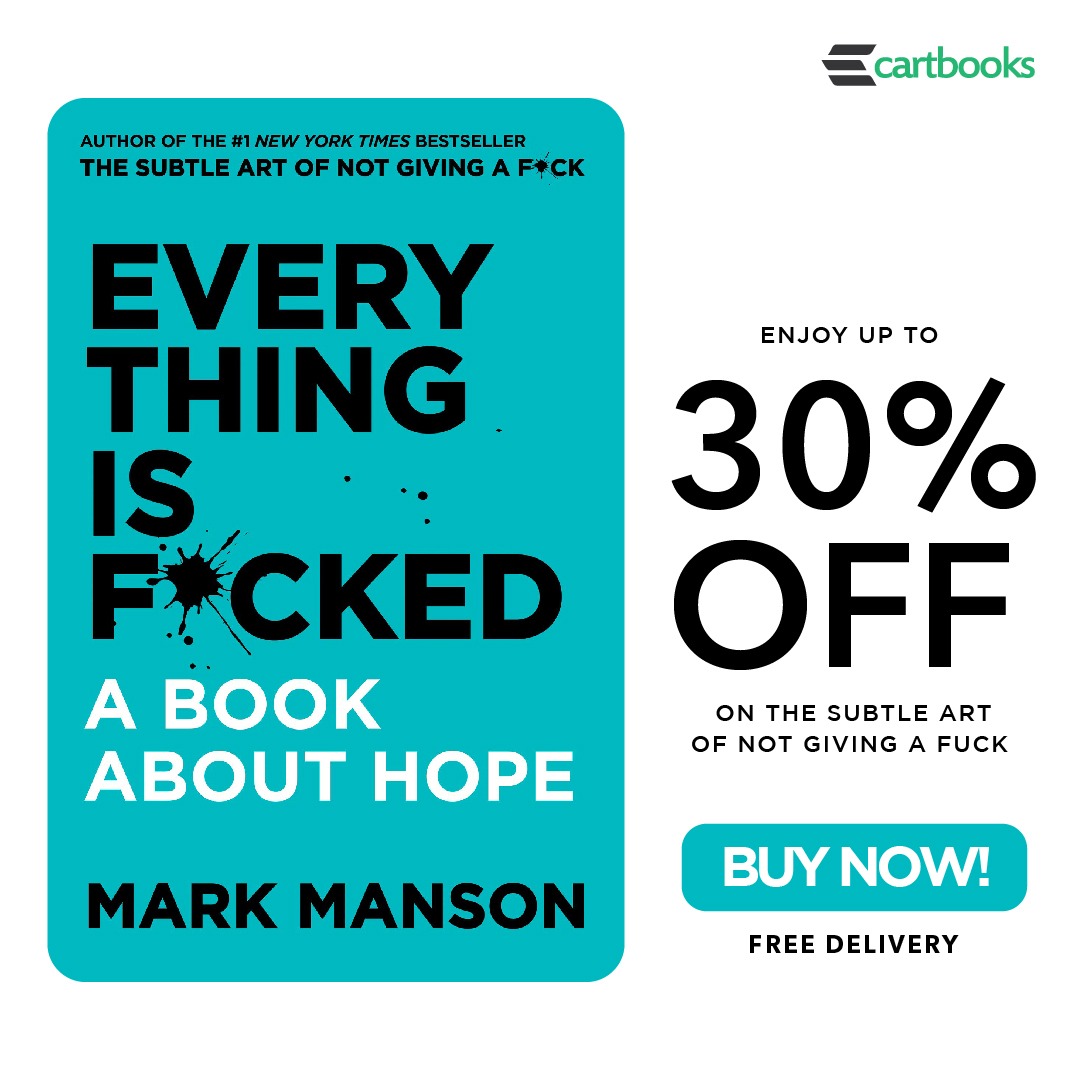 cartbooks
AUTHOR OF THE #1 NEW YORK TIMES BESTSELLER
THE SUBTLE ART OF NOT GIVING A F*CK
EVERY
THING
IS
F*CKED
A BOOK
ABOUT HOPE
MARK MANSON
ENJOY UP TO
30%
OFF
ON THE SUBTLE ART
OF NOT GIVING A FUCK
BUY NOW!
FREE DELIVERY